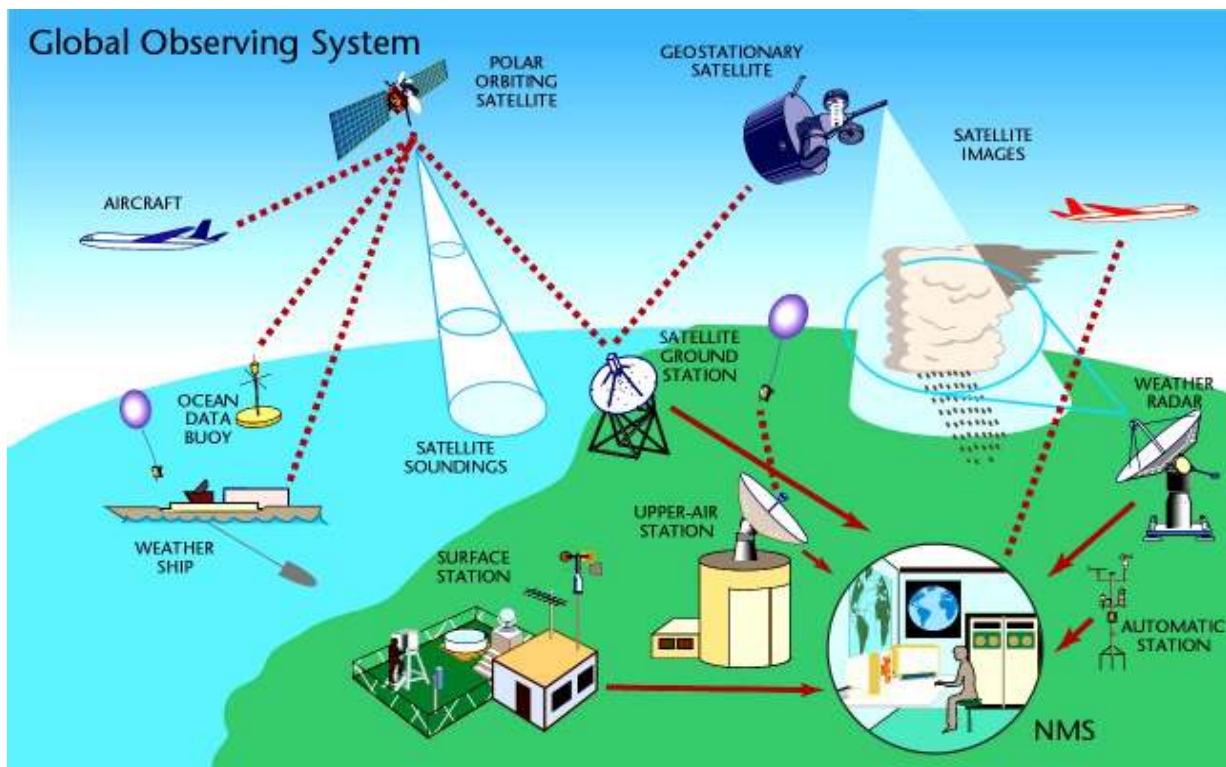 Global Observing System
POLAR
ORBITING
SATELLITE
GEOSTATIONARY
SATELLITE
SATELLITE
IMAGES
AIRCRAFT
SATELLITE
GROUND
STATION
WEATHER
RADAR
OCEAN
DATA
BUOY
SATELLITE
SOUNDINGS
UPPER-AIR
STATION
WEATHER
SHIP
SURFACE
STATION
AUTOMATIC
STATION
NMS